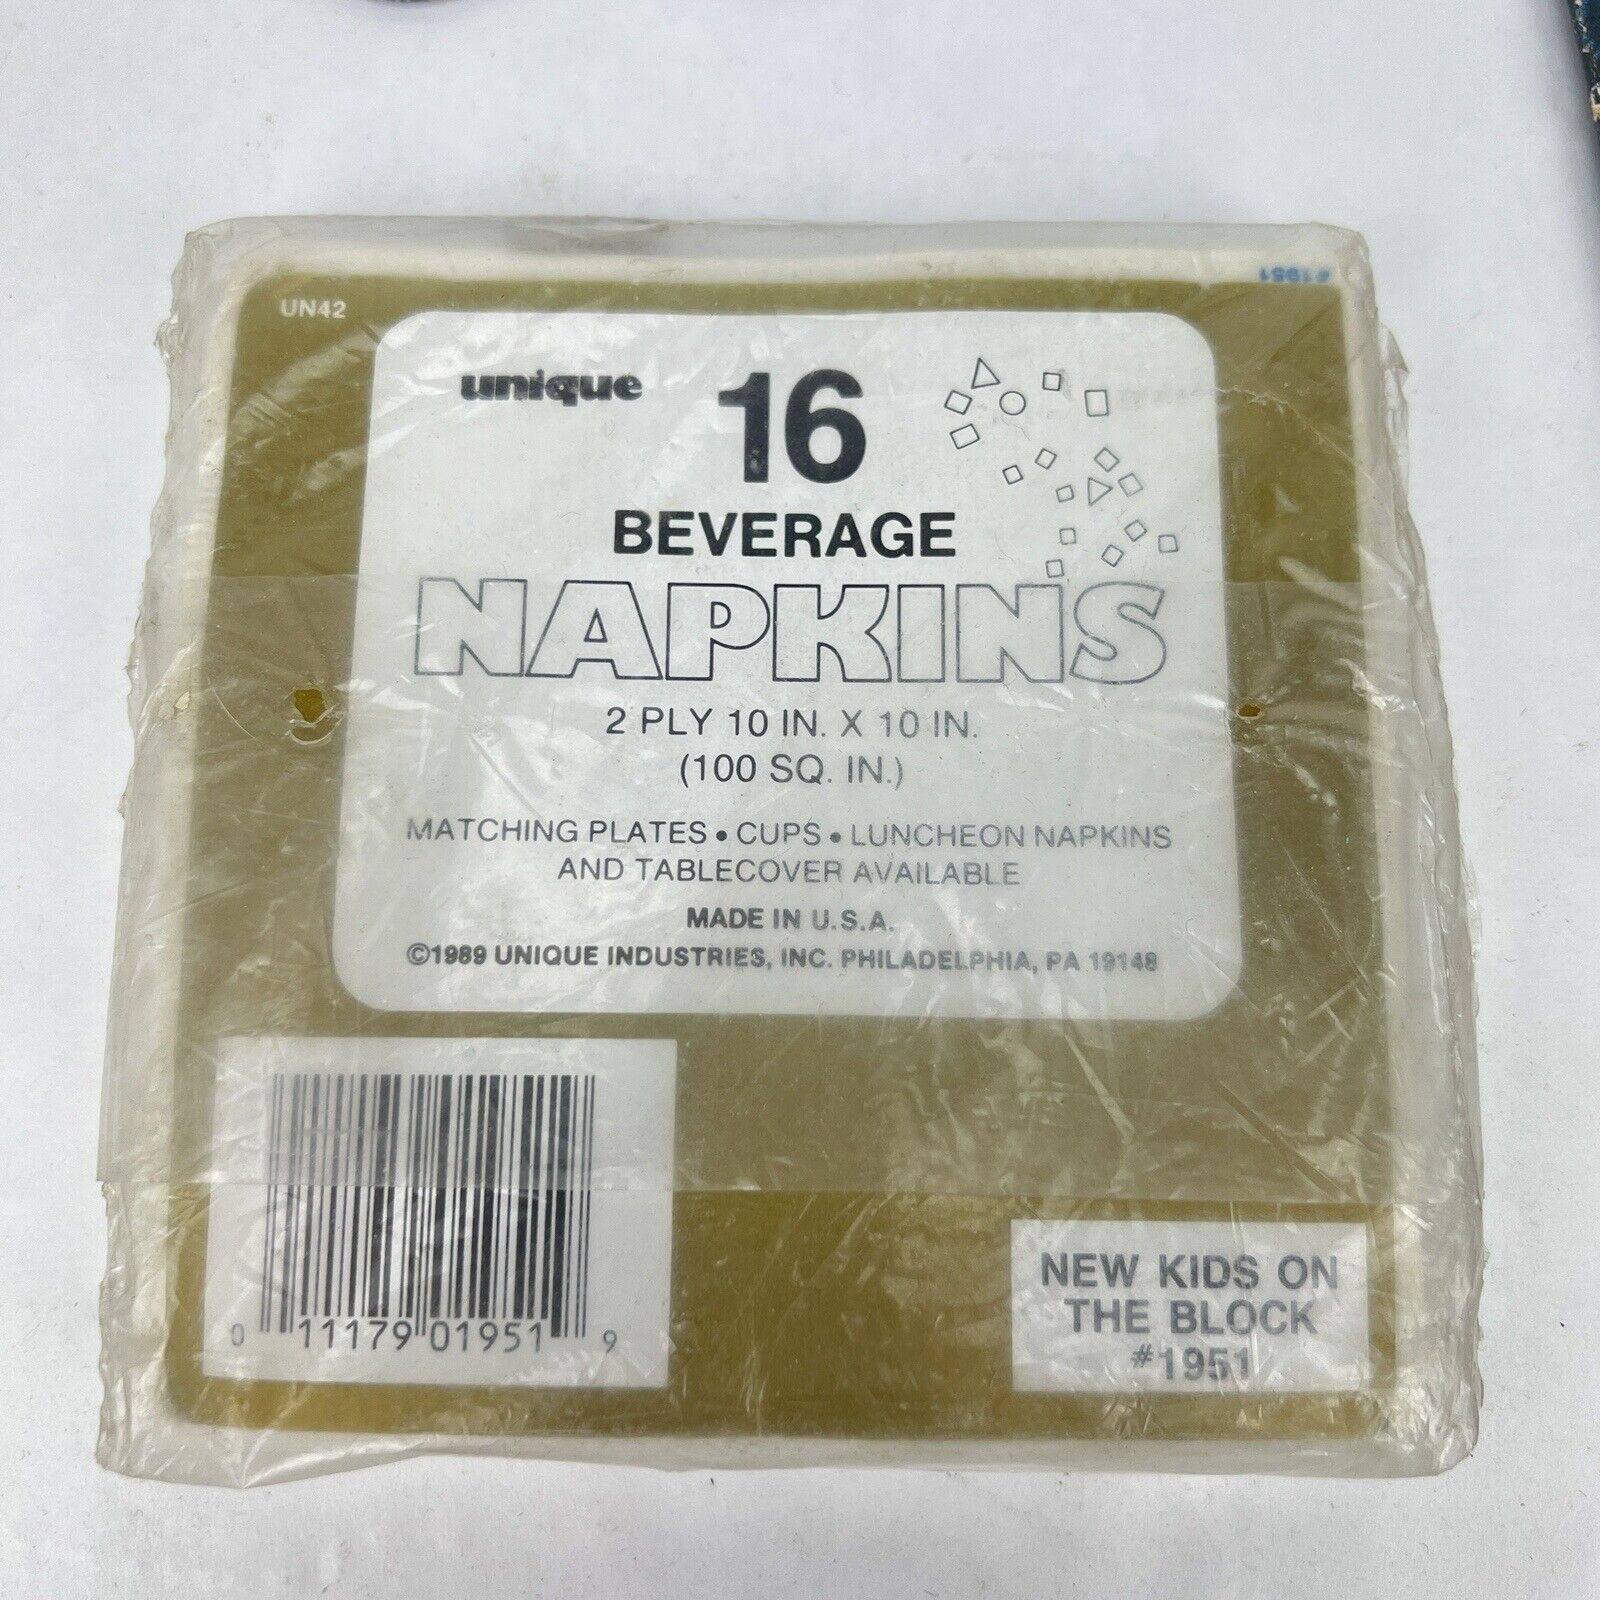 UN42
#1951
unique
16
BEVERAGE
NAPKINS
2 PLY 10 IN. X 10 IN.
(100 SQ. IN.)
MATCHING PLATES • CUPS • LUNCHEON NAPKINS
AND TABLECOVER AVAILABLE
MADE IN U.S.A.
©1989 UNIQUE INDUSTRIES, INC. PHILADELPHIA, PA 19148
0 11179 01951 9
NEW KIDS ON
THE BLOCK
#1951